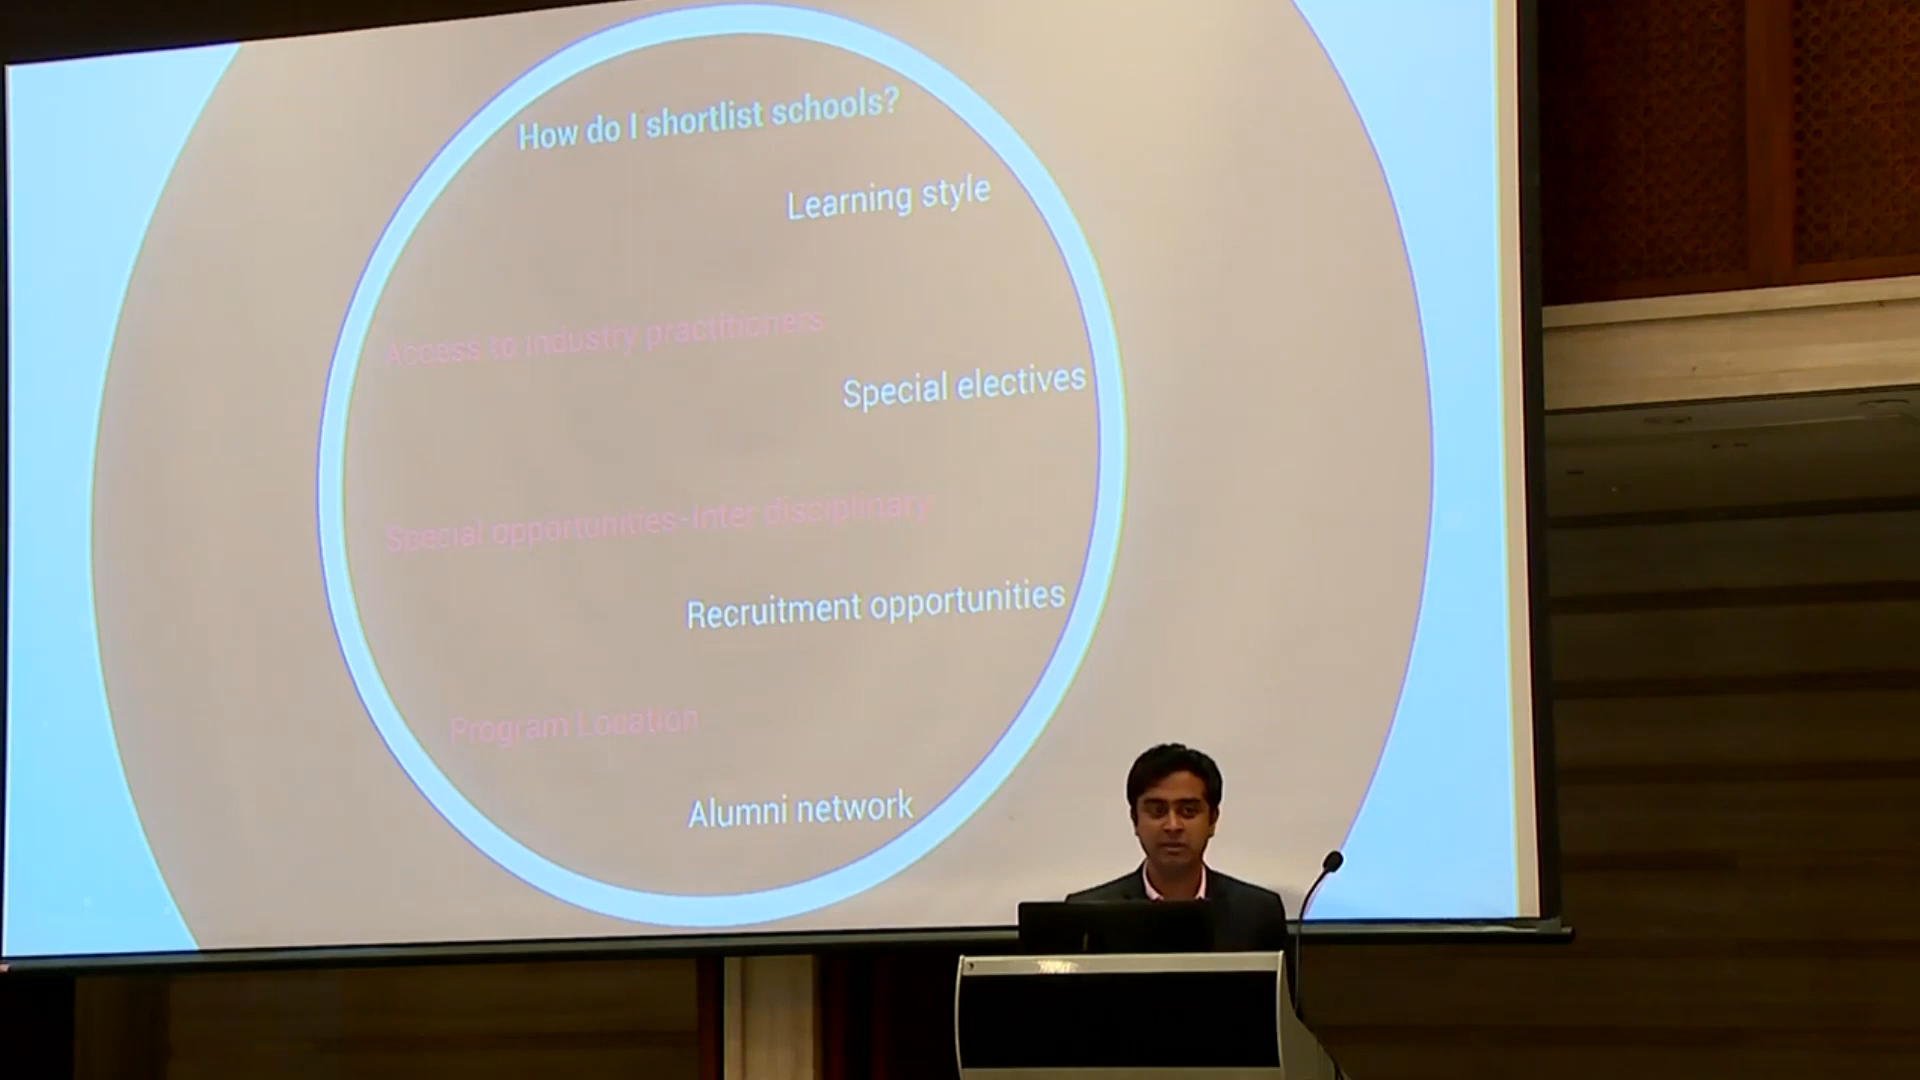 How do I shortlist schools?
Learning style
Access to industry practitioners
Special electives
Special opportunities-Inter disciplinary
Recruitment opportunities
Program Location
Alumni network